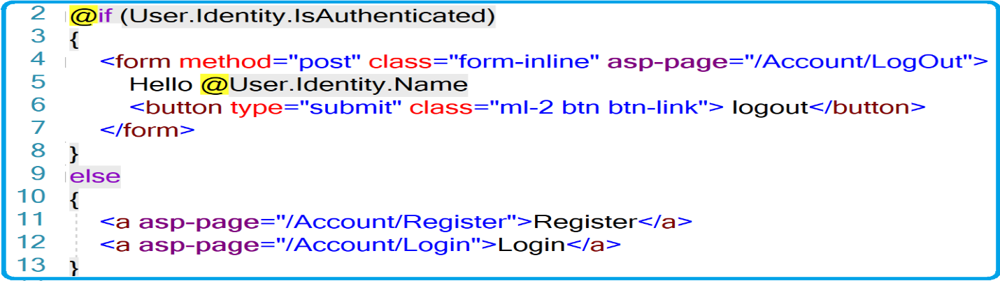 2 @if (User.Identity.IsAuthenticated)
3 {
4 <form method="post" class="form-inline" asp-page="/Account/LogOut">
5 Hello @User.Identity.Name
6 <button type="submit" class="ml-2 btn btn-link"> logout</button>
7 </form>
8 }
9 else
10 {
11 <a asp-page="/Account/Register">Register</a>
12 <a asp-page="/Account/Login">Login</a>
13 }